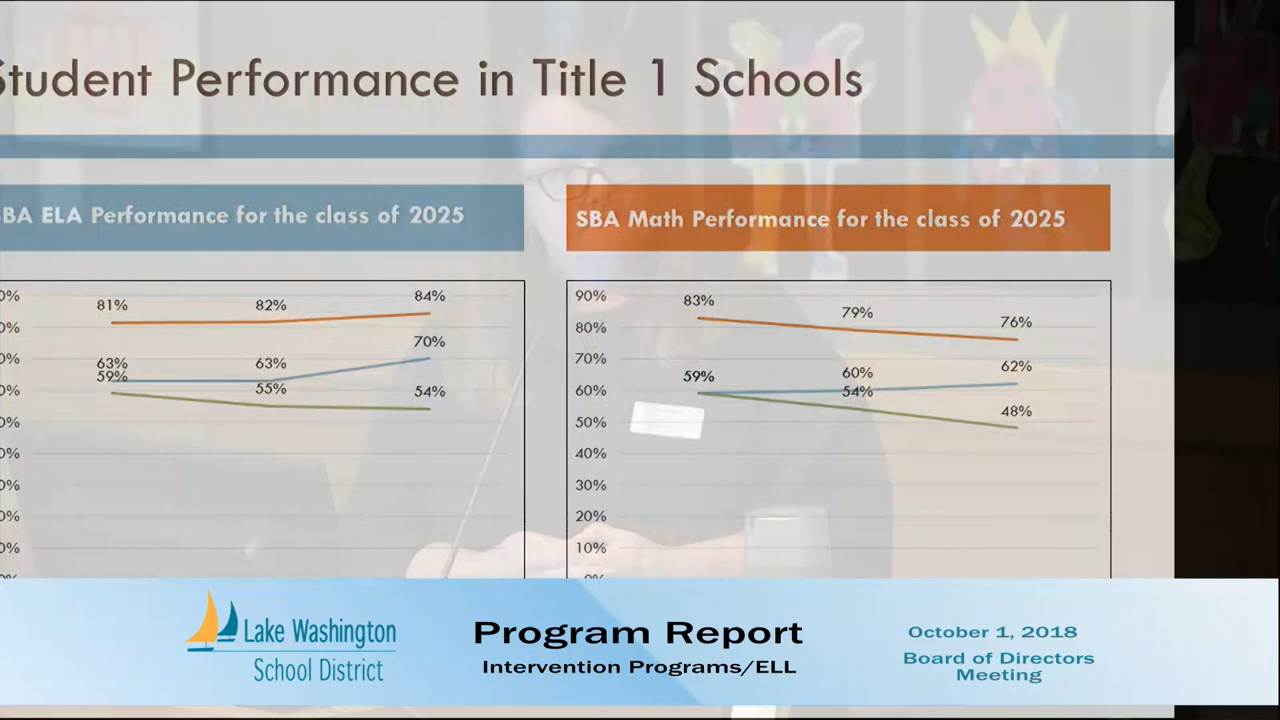 Student Performance in Title 1 Schools
SBA ELA Performance for the class of 2025
SBA Math Performance for the class of 2025
81%
82%
84%
63%
63%
70%
59%
55%
54%
90%
80%
70%
60%
50%
40%
30%
20%
10%
83%
79%
76%
59%
60%
62%
54%
48%
Lake Washington
School District
Program Report
Intervention Programs/ELL
October 1, 2018
Board of Directors
Meeting